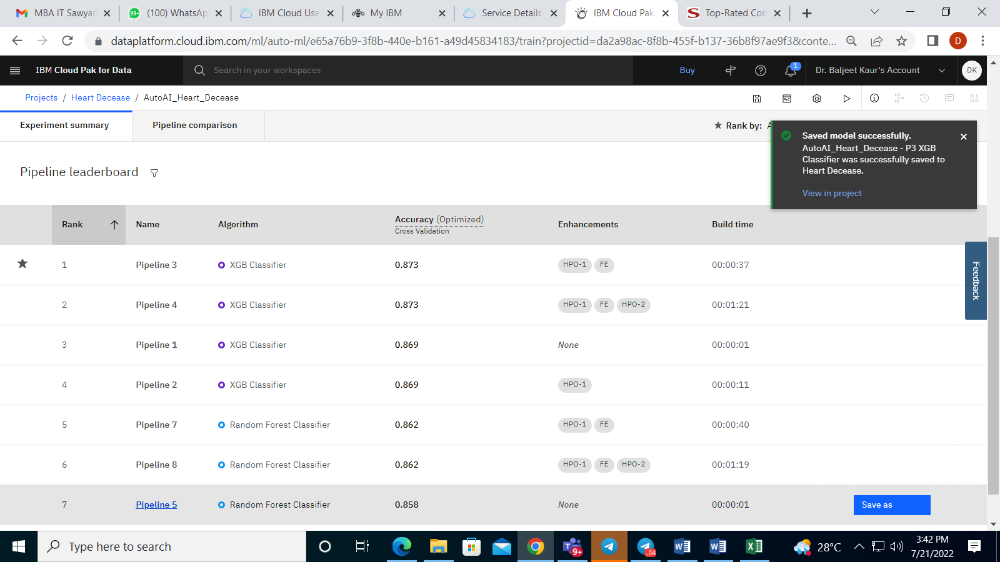 MBA IT Sawyan
(100) WhatsAp
IBM Cloud Use
My IBM
Service Details
IBM Cloud Pak
Top-Rated Con
dataplatform.cloud.ibm.com/ml/auto-ml/e65a76b9-3f8b-440e-b161-a49d45834183/train?projectid=da2a98ac-8f8b-455f-b137-36b8f97ae9f3&conte...
D
IBM Cloud Pak for Data
Search in your workspaces
Buy
1
Dr. Baljeet Kaur's Account
DK
Projects / Heart Decease / AutoAI_Heart_Decease
Experiment summary
Pipeline comparison
Rank by: A
Saved model successfully.
AutoAI_Heart_Decease - P3 XGB
Classifier was successfully saved to
Heart Decease.
View in project
Pipeline leaderboard
Rank Name Algorithm Accuracy (Optimized) Enhancements Build time
Cross Validation
1 Pipeline 3 XGB Classifier 0.873 HPO-1 FE 00:00:37
2 Pipeline 4 XGB Classifier 0.873 HPO-1 FE HPO-2 00:01:21
3 Pipeline 1 XGB Classifier 0.869 None 00:00:01
4 Pipeline 2 XGB Classifier 0.869 HPO-1 00:00:11
5 Pipeline 7 Random Forest Classifier 0.862 HPO-1 FE 00:00:40
6 Pipeline 8 Random Forest Classifier 0.862 HPO-1 FE HPO-2 00:01:19
7 Pipeline 5 Random Forest Classifier 0.858 None 00:00:01 Save as
Feedback
Type here to search
9+
.04
28°C
3:42 PM
7/21/2022